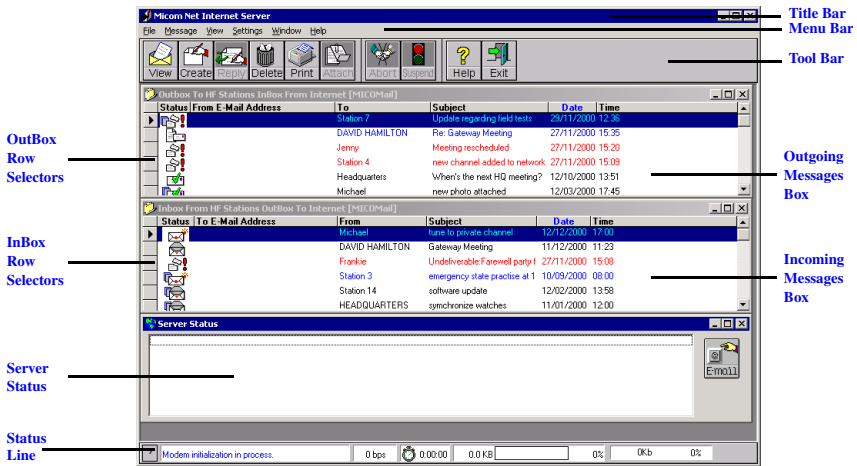 Micom Net Internet Server
Title Bar
File Message View Settings Window Help
Menu Bar
View Create Reply Delete Print Attach Abort Suspend Help Exit
Tool Bar
Outbox To HF Stations InBox From Internet [MICOMail]
Status From E-Mail Address To Subject Date Time
Station 7 Update regarding field tests 29/11/2000 12:36
DAVID HAMILTON Re: Gateway Meeting 27/11/2000 15:35
Jenny Meeting rescheduled 27/11/2000 15:20
Station 4 new channel added to network 27/11/2000 15:09
Headquarters When's the next HQ meeting? 12/10/2000 13:51
Michael new photo attached 12/03/2000 17:45
OutBox
Row
Selectors
Outgoing
Messages
Box
Inbox From HF Stations OutBox To Internet [MICOMail]
Status To E-Mail Address From Subject Date Time
Michael tune to private channel 12/12/2000 17:00
DAVID HAMILTON Gateway Meeting 11/12/2000 11:23
Frankie Undeliverable:Farewell party f 27/11/2000 15:08
Station 3 emergency state practise at 1 10/09/2000 08:00
Station 14 software update 12/02/2000 13:58
HEADQUARTERS symchronize watches 11/01/2000 12:00
InBox
Row
Selectors
Incoming
Messages
Box
Server Status
E-mail
Server
Status
Status
Line
Modem initialization in process. 0 bps 0:00:00 0.0 KB 0% 0Kb 0%